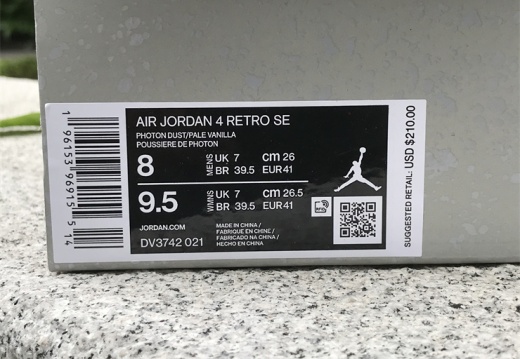 AIR JORDAN 4 RETRO SE
PHOTON DUST/PALE VANILLA
POUSSIERE DE PHOTON
8 MENS UK 7 cm 26
BR 39.5 EUR 41
9.5 WMNS UK 7 cm 26.5
BR 39.5 EUR 41
JORDAN.COM
DV3742 021
MADE IN CHINA /
FABRIQUE EN CHINE /
FABRICADO NA CHINA /
HECHO EN CHINA
1 96153 96915 5 14
SUGGESTED RETAIL: USD $210.00